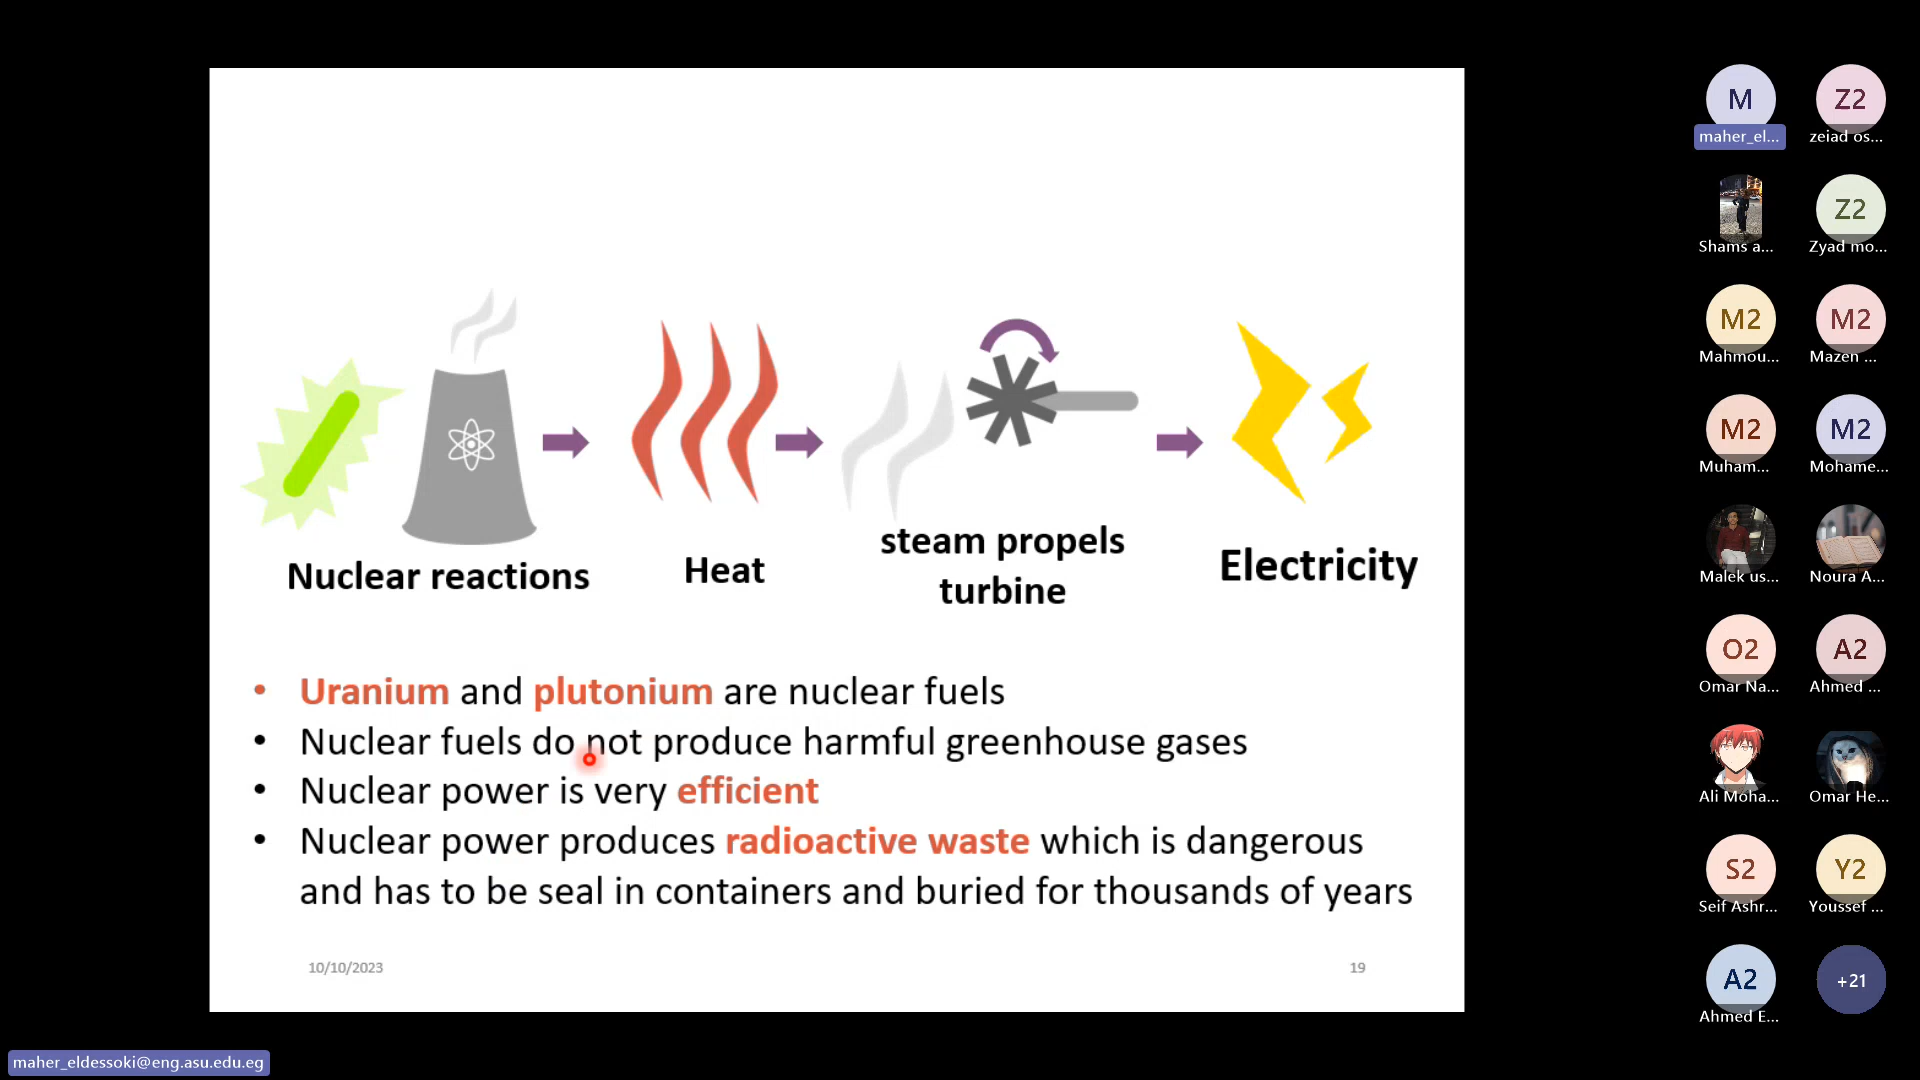 Nuclear reactions
Heat
steam propels
turbine
Electricity
• Uranium and plutonium are nuclear fuels
• Nuclear fuels do not produce harmful greenhouse gases
• Nuclear power is very efficient
• Nuclear power produces radioactive waste which is dangerous
and has to be seal in containers and buried for thousands of years
10/10/2023
19
M
Z2
maher_el...
zeiad os...
Z2
Shams a...
Zyad mo...
M2
M2
Mahmou...
Mazen ...
M2
M2
Muham...
Mohame...
Malek us...
Noura A...
O2
A2
Omar Na...
Ahmed ...
Ali Moha...
Omar He...
S2
Y2
Seif Ashr...
Youssef ...
A2
+21
Ahmed E...
maher_eldessoki@eng.asu.edu.eg